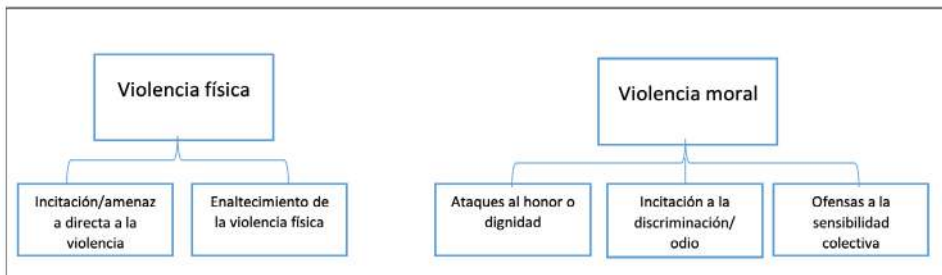 Violencia física
Violencia moral
Incitación/amenaz
a directa a la
violencia
Enaltecimiento de
la violencia física
Ataques al honor o
dignidad
Incitación a la
discriminación/
odio
Ofensas a la
sensibilidad
colectiva